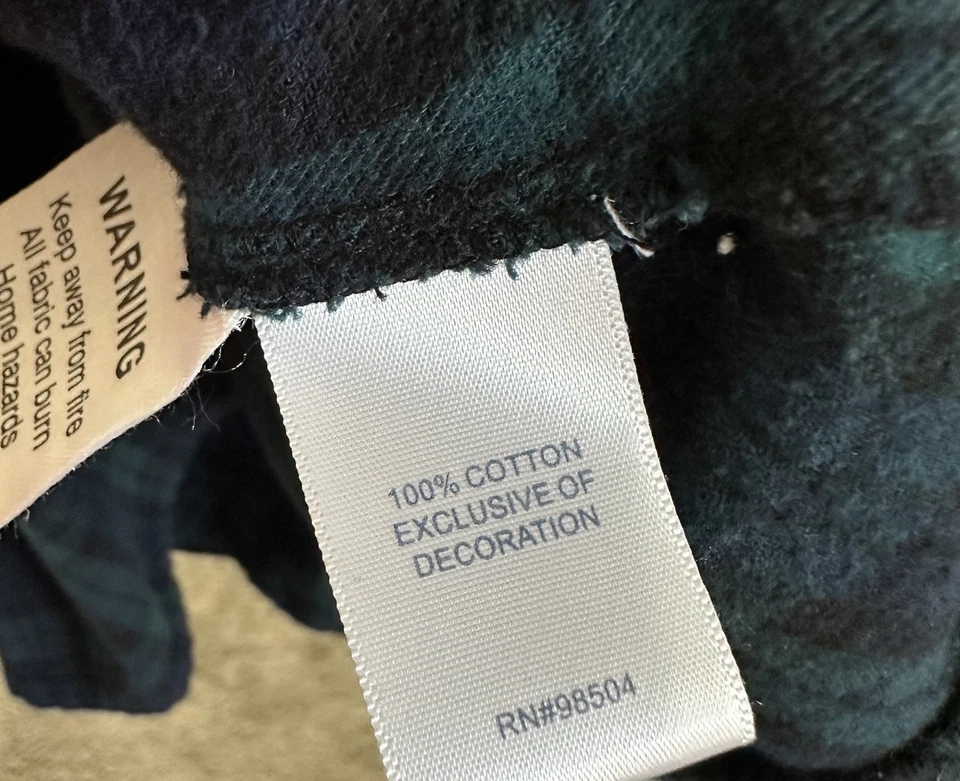 WARNING
Keep away from fire
All fabric can burn
Home hazards
100% COTTON
EXCLUSIVE OF
DECORATION
RN#98504